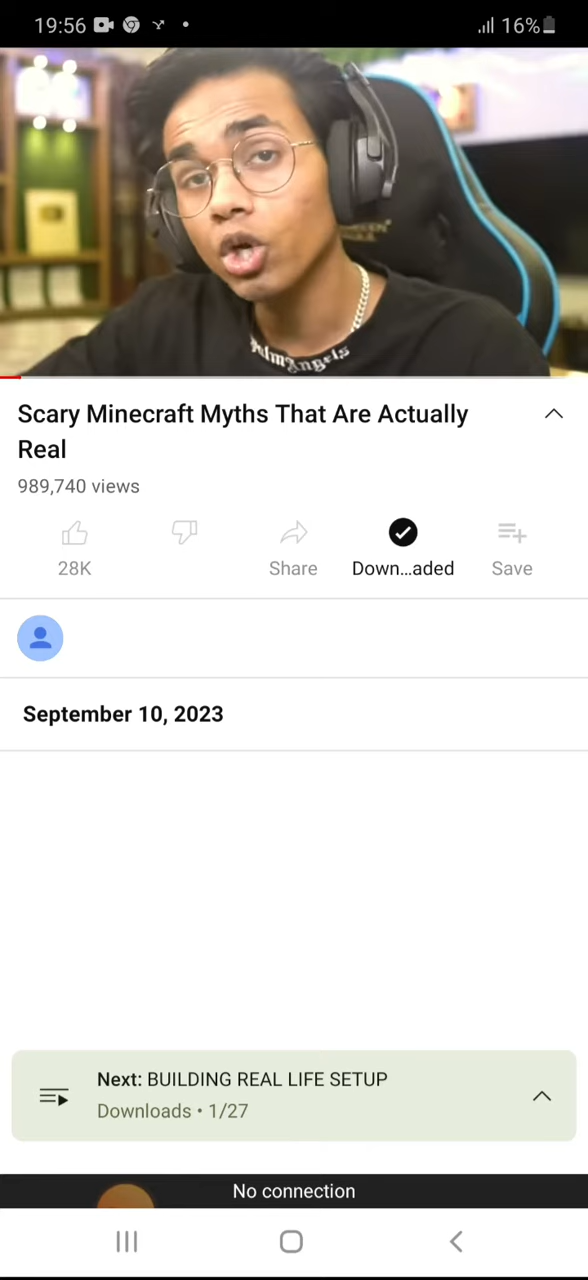 19:56
16%
Palm Angels
Scary Minecraft Myths That Are Actually
Real
989,740 views
28K
Share
Down...aded
Save
September 10, 2023
Next: BUILDING REAL LIFE SETUP
Downloads • 1/27
No connection